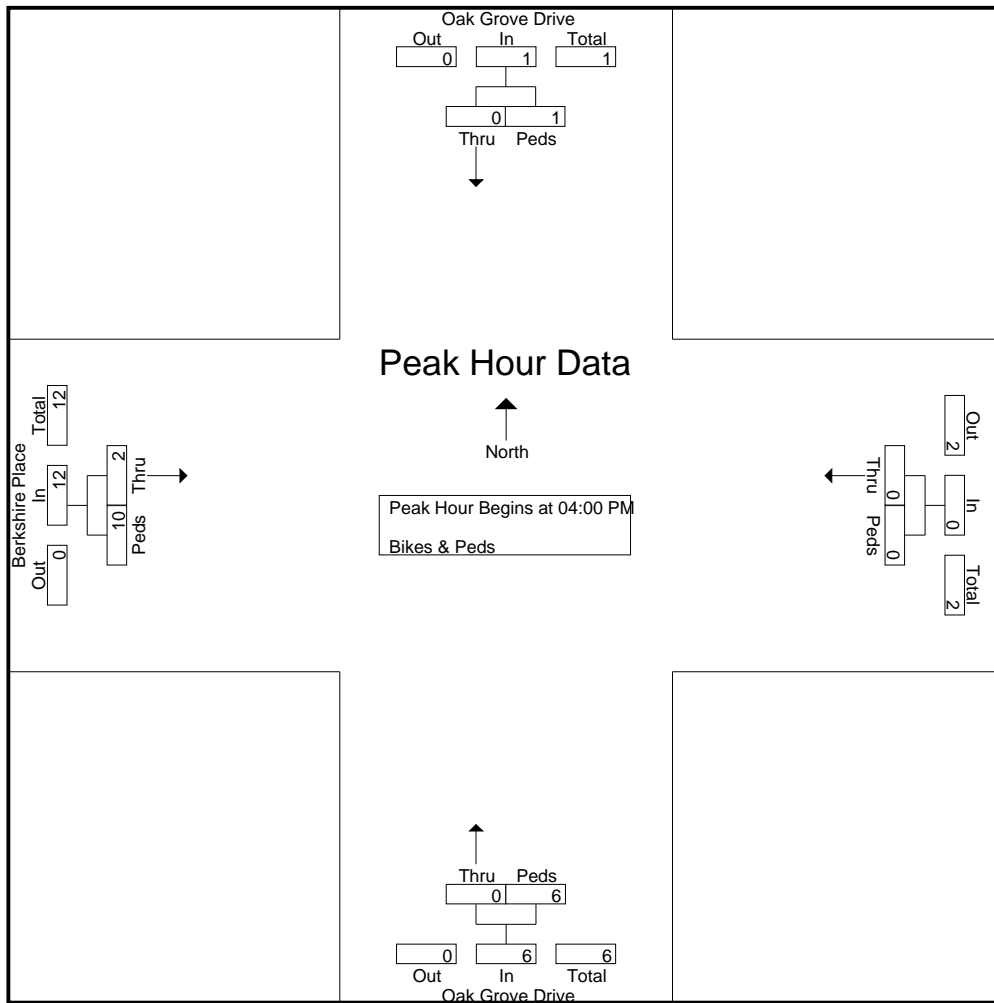 Oak Grove Drive
Out In Total
0 1 1
0 1
Thru Peds
Peak Hour Data
North
Peak Hour Begins at 04:00 PM
Bikes & Peds
Berkshire Place
Out In Total
0 12 12
10 2
Peds Thru
Out In Total
2 0 2
0 0
Thru Peds
Thru Peds
0 6
0 6 6
Out In Total
Oak Grove Drive